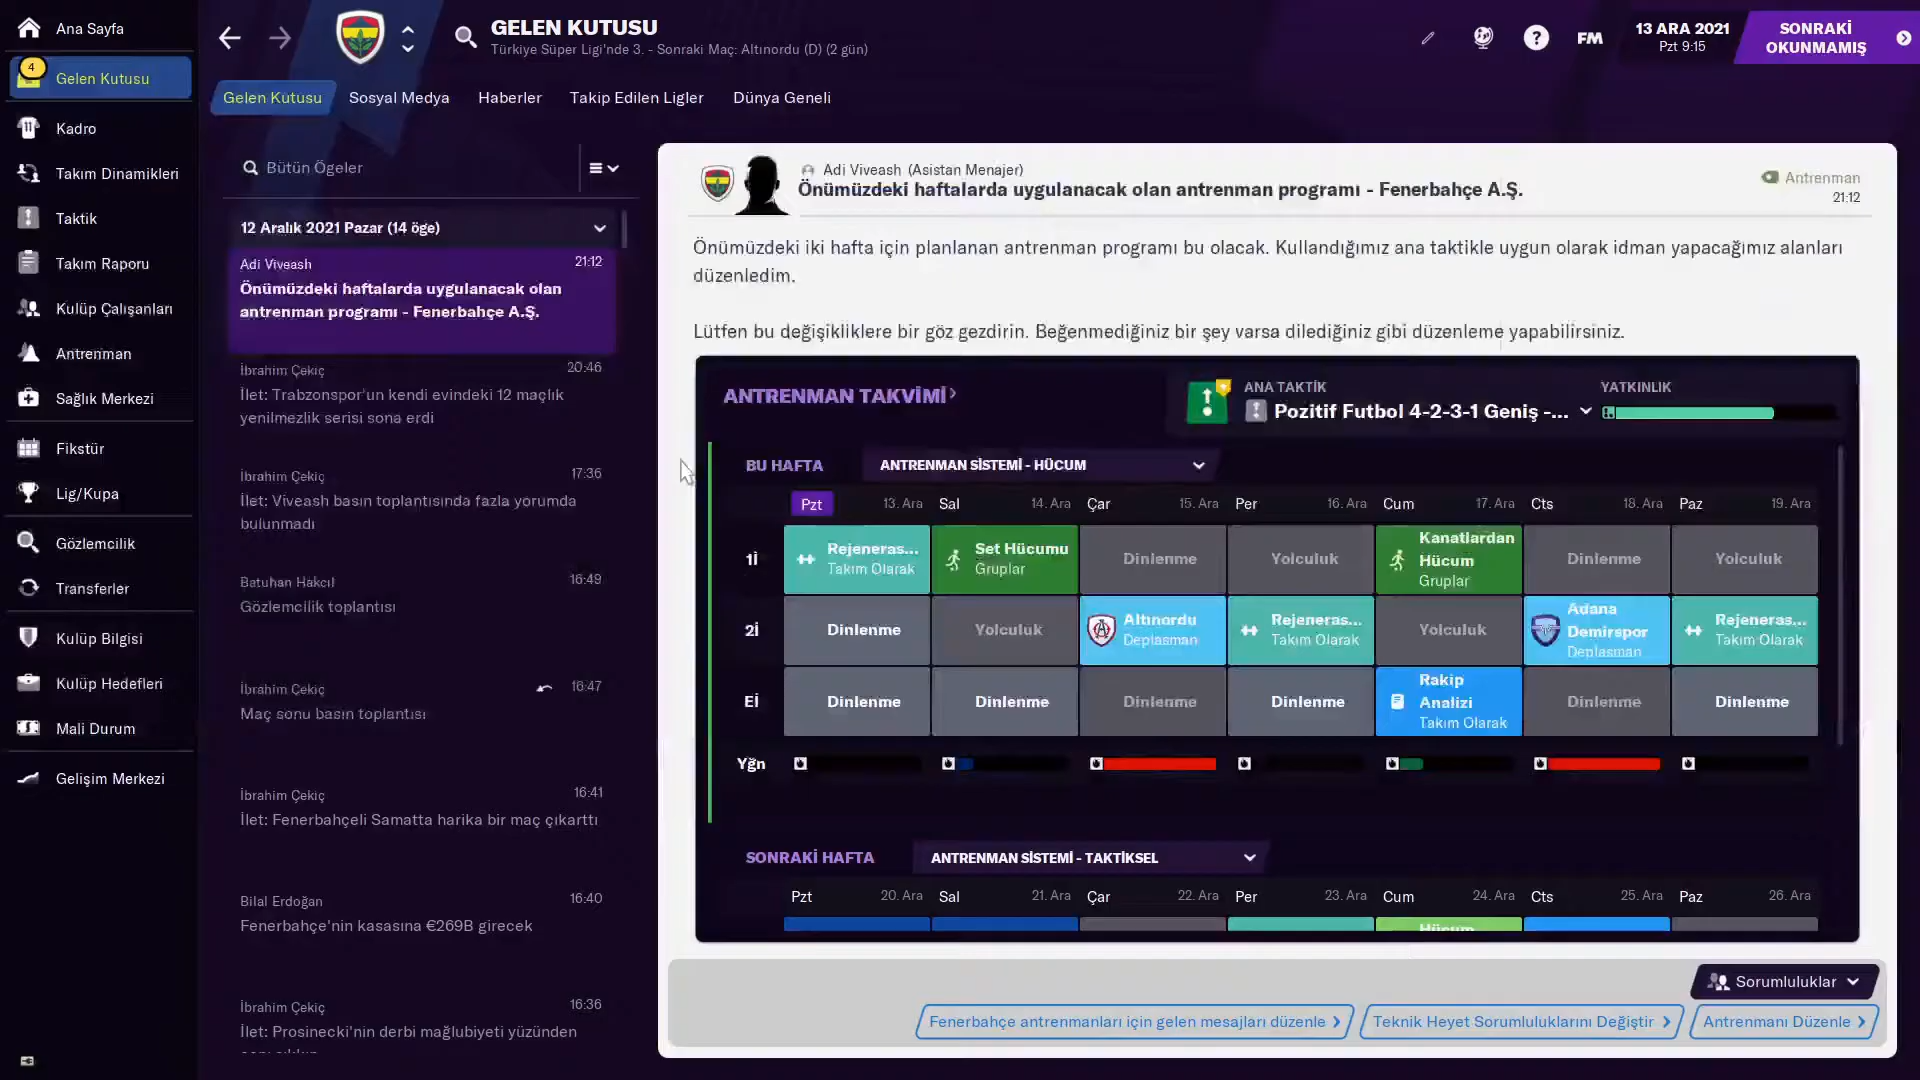 Ana Sayfa
4
Gelen Kutusu
Kadro
Takım Dinamikleri
Taktik
Takım Raporu
Kulüp Çalışanları
Antrenman
Sağlık Merkezi
Fikstür
Lig/Kupa
Gözlemcilik
Transferler
Kulüp Bilgisi
Kulüp Hedefleri
Mali Durum
Gelişim Merkezi
GELEN KUTUSU
Türkiye Süper Ligi'nde 3. - Sonraki Maç: Altınordu (D) (2 gün)
FM
13 ARA 2021
Pzt 9:15
SONRAKİ
OKUNMAMIŞ
Gelen Kutusu Sosyal Medya Haberler Takip Edilen Ligler Dünya Geneli
Bütün Ögeler
12 Aralık 2021 Pazar (14 öge)
Adi Viveash 21:12
Önümüzdeki haftalarda uygulanacak olan
antrenman programı - Fenerbahçe A.Ş.
İbrahim Çekiç 20:46
İlet: Trabzonspor'un kendi evindeki 12 maçlık
yenilmezlik serisi sona erdi
İbrahim Çekiç 17:36
İlet: Viveash basın toplantısında fazla yorumda
bulunmadı
Batuhan Hakcıl 16:49
Gözlemcilik toplantısı
İbrahim Çekiç 16:47
Maç sonu basın toplantısı
İbrahim Çekiç 16:41
İlet: Fenerbahçeli Samatta harika bir maç çıkarttı
Bilal Erdoğan 16:40
Fenerbahçe'nin kasasına €269B girecek
İbrahim Çekiç 16:36
İlet: Prosinecki'nin derbi mağlubiyeti yüzünden
Adi Viveash (Asistan Menajer)
Önümüzdeki haftalarda uygulanacak olan antrenman programı - Fenerbahçe A.Ş.
Antrenman
21:12
Önümüzdeki iki hafta için planlanan antrenman programı bu olacak. Kullandığımız ana taktikle uygun olarak idman yapacağımız alanları
düzenledim.
Lütfen bu değişikliklere bir göz gezdirin. Beğenmediğiniz bir şey varsa dilediğiniz gibi düzenleme yapabilirsiniz.
ANTRENMAN TAKVİMİ
ANA TAKTİK
Pozitif Futbol 4-2-3-1 Geniş -...
YATKINLIK
BU HAFTA ANTRENMAN SİSTEMİ - HÜCUM
Pzt 13. Ara Sal 14. Ara Çar 15. Ara Per 16. Ara Cum 17. Ara Cts 18. Ara Paz 19. Ara
1İ Rejeneras... Takım Olarak Set Hücumu Gruplar Dinlenme Yolculuk Kanatlardan Hücum Gruplar Dinlenme Yolculuk
2İ Dinlenme Yolculuk Altınordu Deplasman Rejeneras... Takım Olarak Yolculuk Adana Demirspor Deplasman Rejeneras... Takım Olarak
Eİ Dinlenme Dinlenme Dinlenme Dinlenme Rakip Analizi Takım Olarak Dinlenme Dinlenme
Yğn
SONRAKİ HAFTA ANTRENMAN SİSTEMİ - TAKTİKSEL
Pzt 20. Ara Sal 21. Ara Çar 22. Ara Per 23. Ara Cum 24. Ara Cts 25. Ara Paz 26. Ara
Hücum
Sorumluluklar
Fenerbahçe antrenmanları için gelen mesajları düzenle Teknik Heyet Sorumluluklarını Değiştir Antrenmanı Düzenle